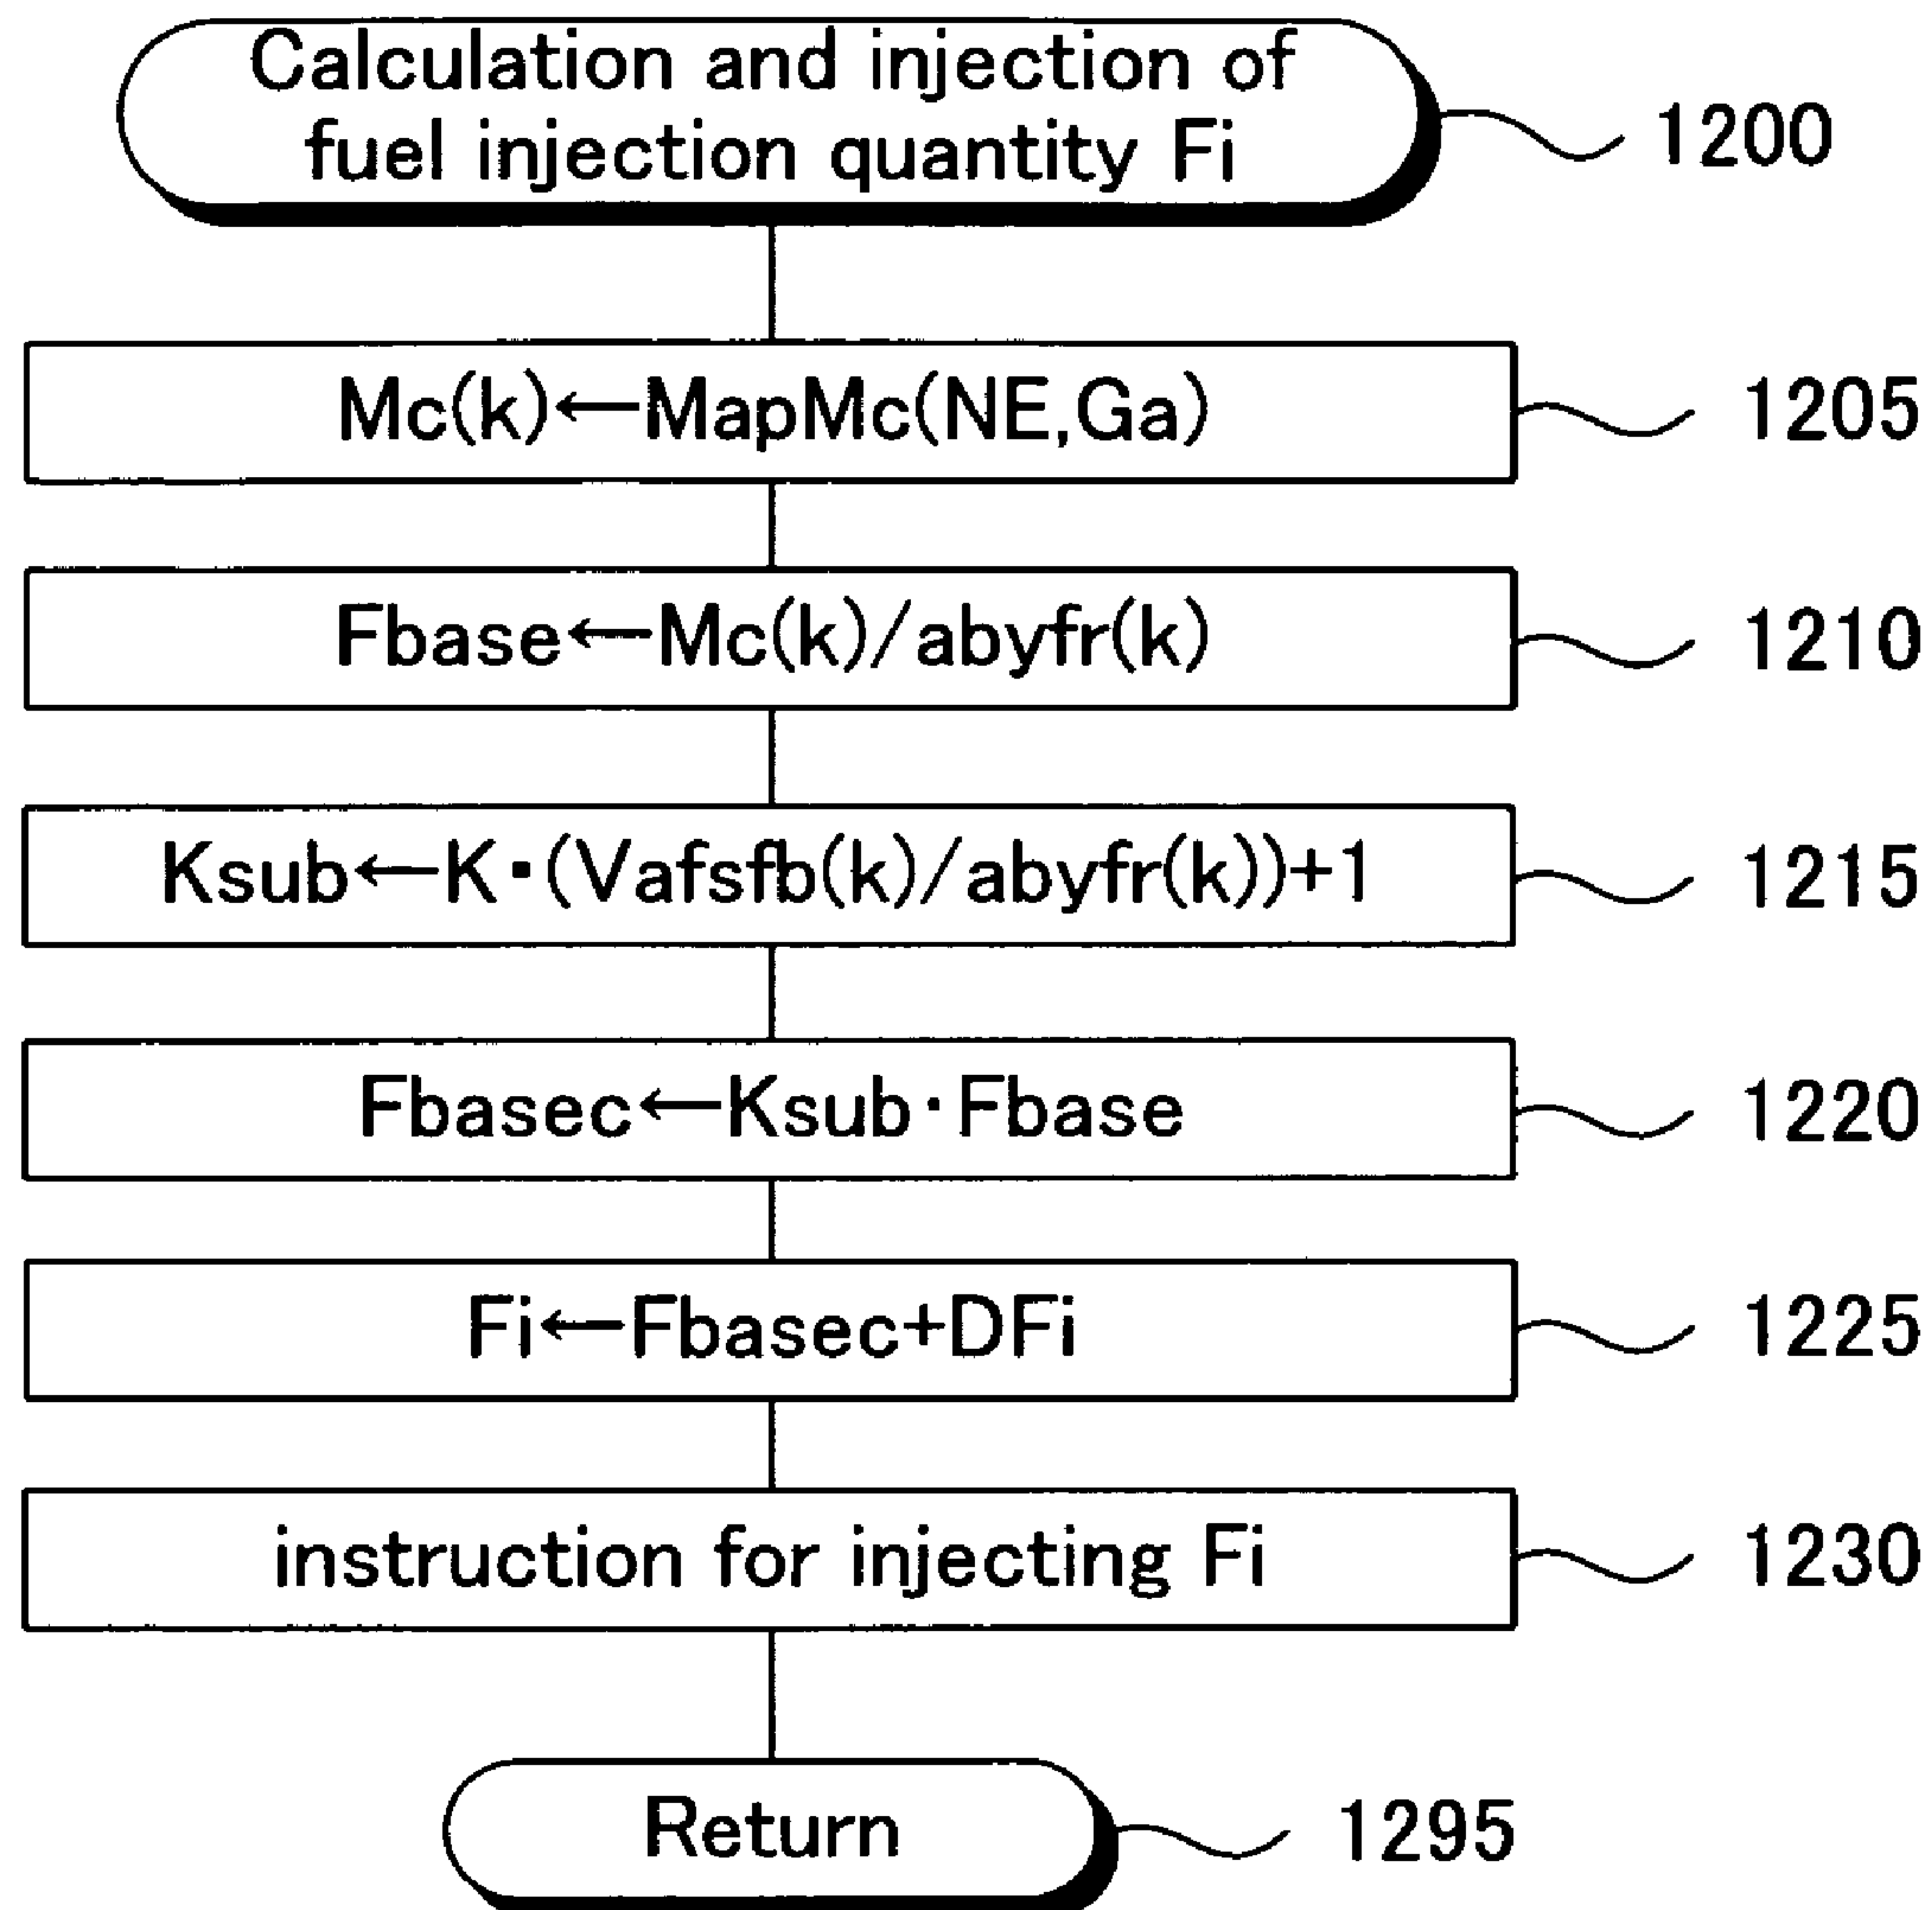 Calculation and injection of
fuel injection quantity Fi
1200
Mc(k)←MapMc(NE,Ga)
1205
Fbase←Mc(k)/abyfr(k)
1210
Ksub←K·(Vafsfb(k)/abyfr(k))+1
1215
Fbasec←Ksub·Fbase
1220
Fi←Fbasec+DFi
1225
instruction for injecting Fi
1230
Return
1295